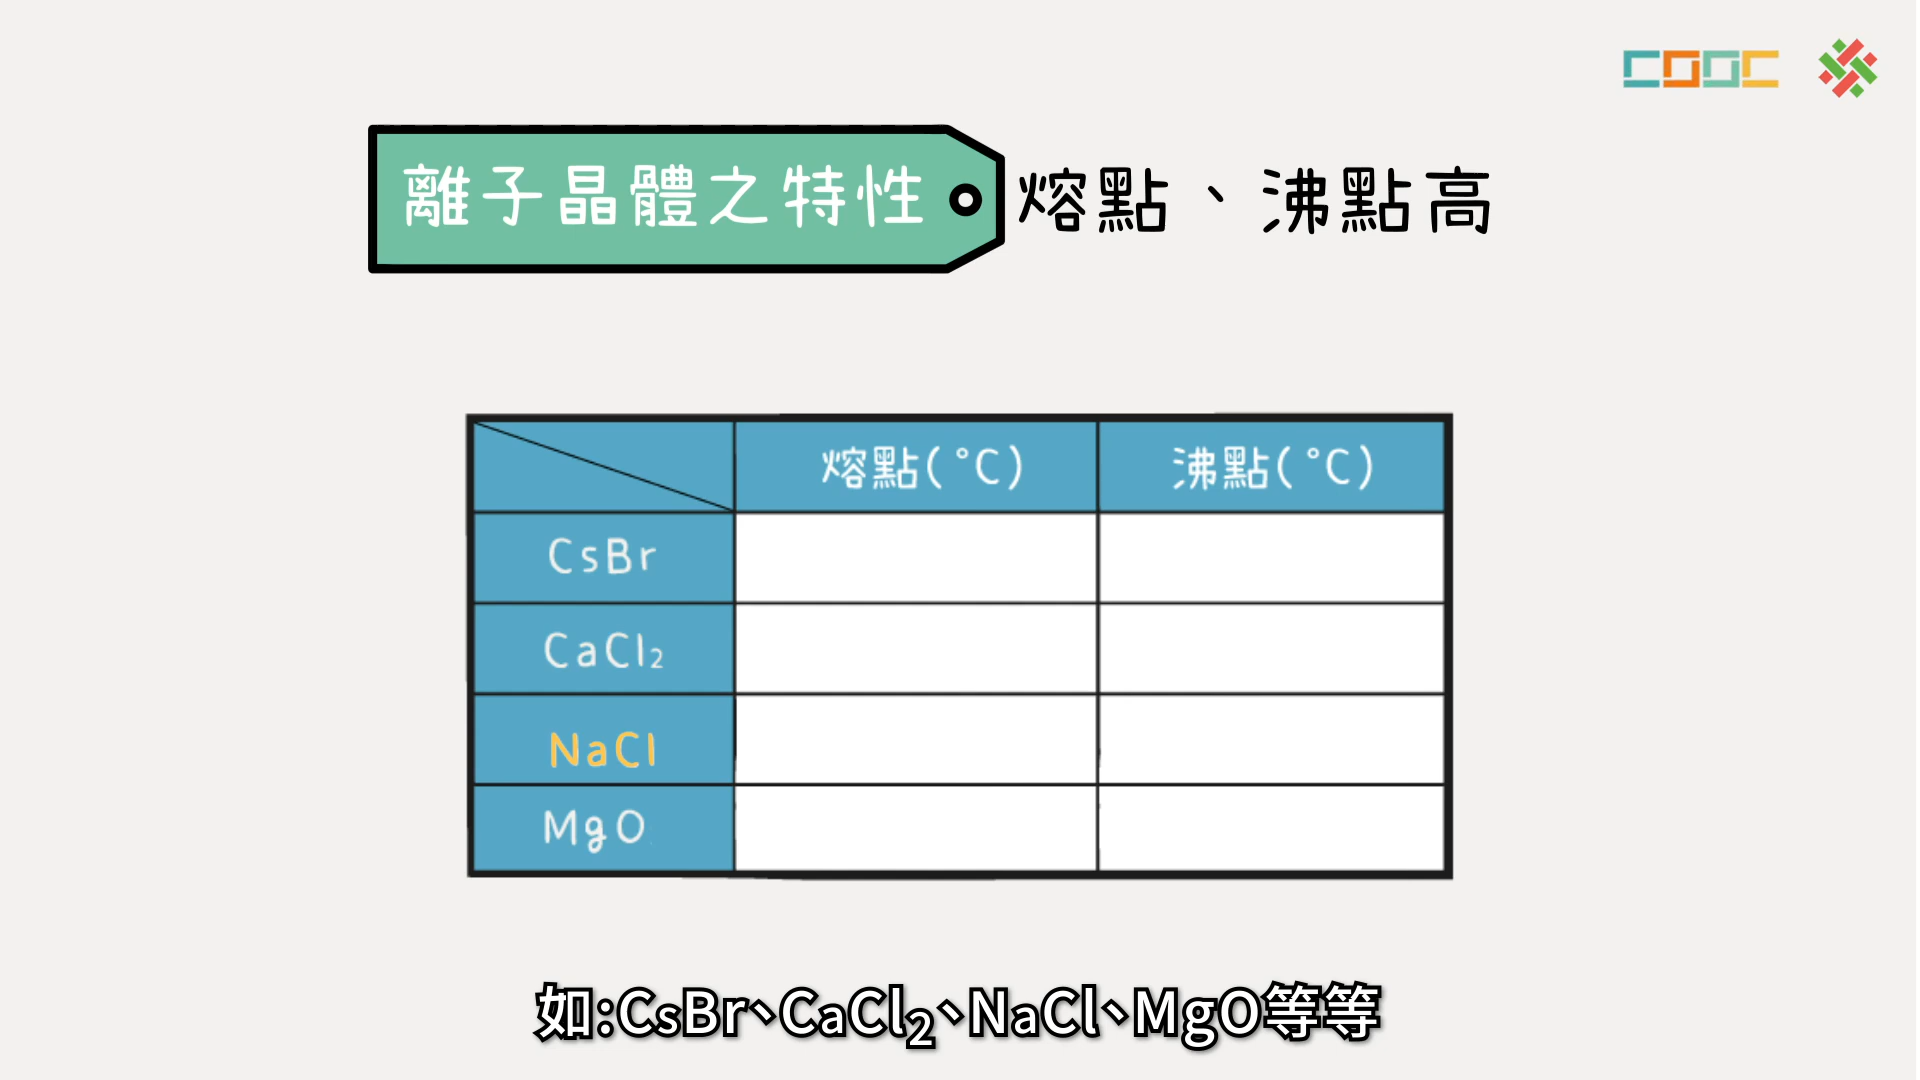 COOC
離子晶體之特性 熔點、沸點高
熔點(°C) 沸點(°C)
CsBr
CaCl₂
NaCl
MgO
如:CsBr、CaCl₂、NaCl、MgO等等